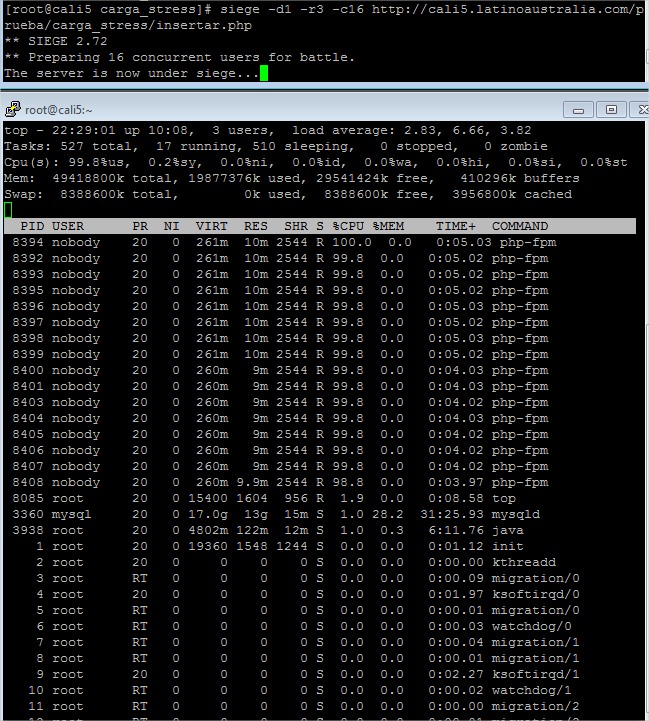 [root@cali5 carga_stress]# siege -d1 -r3 -c16 http://cali5.latinoaustralia.com/p
rueba/carga_stress/insertar.php
** SIEGE 2.72
** Preparing 16 concurrent users for battle.
The server is now under siege...
root@cali5:~
top - 22:29:01 up 10:08,  3 users,  load average: 2.83, 6.66, 3.82
Tasks: 527 total,  17 running, 510 sleeping,   0 stopped,   0 zombie
Cpu(s): 99.8%us,  0.2%sy,  0.0%ni,  0.0%id,  0.0%wa,  0.0%hi,  0.0%si,  0.0%st
Mem:  49418800k total, 19877376k used, 29541424k free,   410296k buffers
Swap:  8388600k total,        0k used,  8388600k free,  3956800k cached
PID USER      PR  NI  VIRT  RES  SHR S %CPU %MEM    TIME+  COMMAND
8394 nobody    20   0  261m  10m 2544 R 100.0  0.0   0:05.03 php-fpm
8392 nobody    20   0  261m  10m 2544 R 99.8  0.0   0:05.02 php-fpm
8393 nobody    20   0  261m  10m 2544 R 99.8  0.0   0:05.02 php-fpm
8395 nobody    20   0  261m  10m 2544 R 99.8  0.0   0:05.02 php-fpm
8396 nobody    20   0  261m  10m 2544 R 99.8  0.0   0:05.03 php-fpm
8397 nobody    20   0  261m  10m 2544 R 99.8  0.0   0:05.02 php-fpm
8398 nobody    20   0  261m  10m 2544 R 99.8  0.0   0:05.03 php-fpm
8399 nobody    20   0  261m  10m 2544 R 99.8  0.0   0:05.02 php-fpm
8400 nobody    20   0  260m   9m 2544 R 99.8  0.0   0:04.03 php-fpm
8401 nobody    20   0  260m   9m 2544 R 99.8  0.0   0:04.03 php-fpm
8403 nobody    20   0  260m   9m 2544 R 99.8  0.0   0:04.02 php-fpm
8404 nobody    20   0  260m   9m 2544 R 99.8  0.0   0:04.03 php-fpm
8405 nobody    20   0  260m   9m 2544 R 99.8  0.0   0:04.02 php-fpm
8406 nobody    20   0  260m   9m 2544 R 99.8  0.0   0:04.02 php-fpm
8407 nobody    20   0  260m   9m 2544 R 99.8  0.0   0:04.02 php-fpm
8408 nobody    20   0  260m 9.9m 2544 R 98.8  0.0   0:03.97 php-fpm
8085 root      20   0 15400 1604  956 R  1.9  0.0   0:08.58 top
3360 mysql     20   0 17.0g  13g  15m S  1.0 28.2  31:25.93 mysqld
3938 root      20   0 4802m 122m  12m S  1.0  0.3   6:11.76 java
1 root      20   0 19360 1548 1244 S  0.0  0.0   0:01.12 init
2 root      20   0     0    0    0 S  0.0  0.0   0:00.00 kthreadd
3 root      RT   0     0    0    0 S  0.0  0.0   0:00.09 migration/0
4 root      20   0     0    0    0 S  0.0  0.0   0:01.97 ksoftirqd/0
5 root      RT   0     0    0    0 S  0.0  0.0   0:00.01 migration/0
6 root      RT   0     0    0    0 S  0.0  0.0   0:00.03 watchdog/0
7 root      RT   0     0    0    0 S  0.0  0.0   0:00.04 migration/1
8 root      RT   0     0    0    0 S  0.0  0.0   0:00.01 migration/1
9 root      20   0     0    0    0 S  0.0  0.0   0:02.27 ksoftirqd/1
10 root      RT   0     0    0    0 S  0.0  0.0   0:00.02 watchdog/1
11 root      RT   0     0    0    0 S  0.0  0.0   0:00.00 migration/2